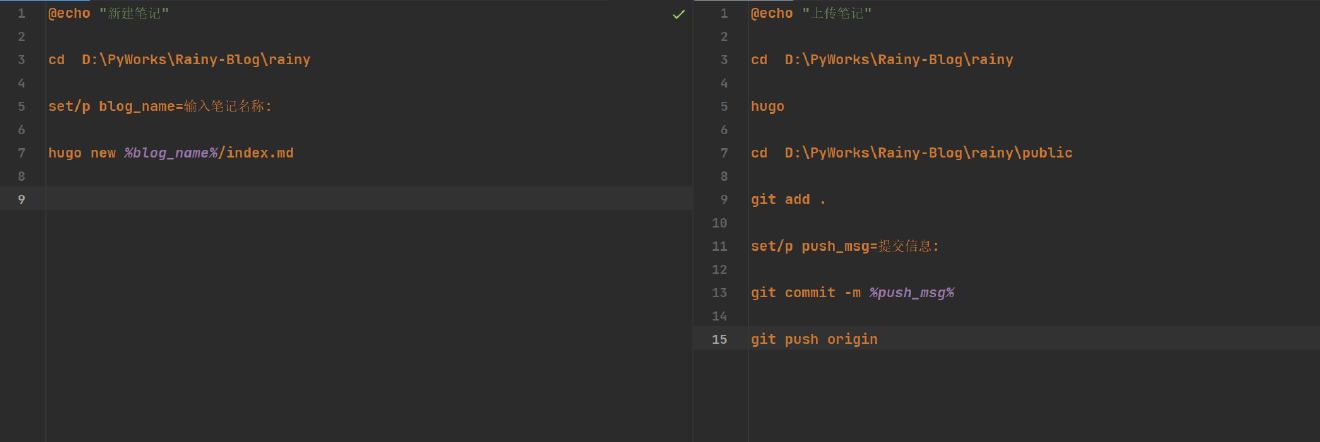 1 @echo "新建笔记"
2
3 cd  D:\PyWorks\Rainy-Blog\rainy
4
5 set/p blog_name=输入笔记名称:
6
7 hugo new %blog_name%/index.md
8
9
1 @echo "上传笔记"
2
3 cd  D:\PyWorks\Rainy-Blog\rainy
4
5 hugo
6
7 cd  D:\PyWorks\Rainy-Blog\rainy\public
8
9 git add .
10
11 set/p push_msg=提交信息:
12
13 git commit -m %push_msg%
14
15 git push origin